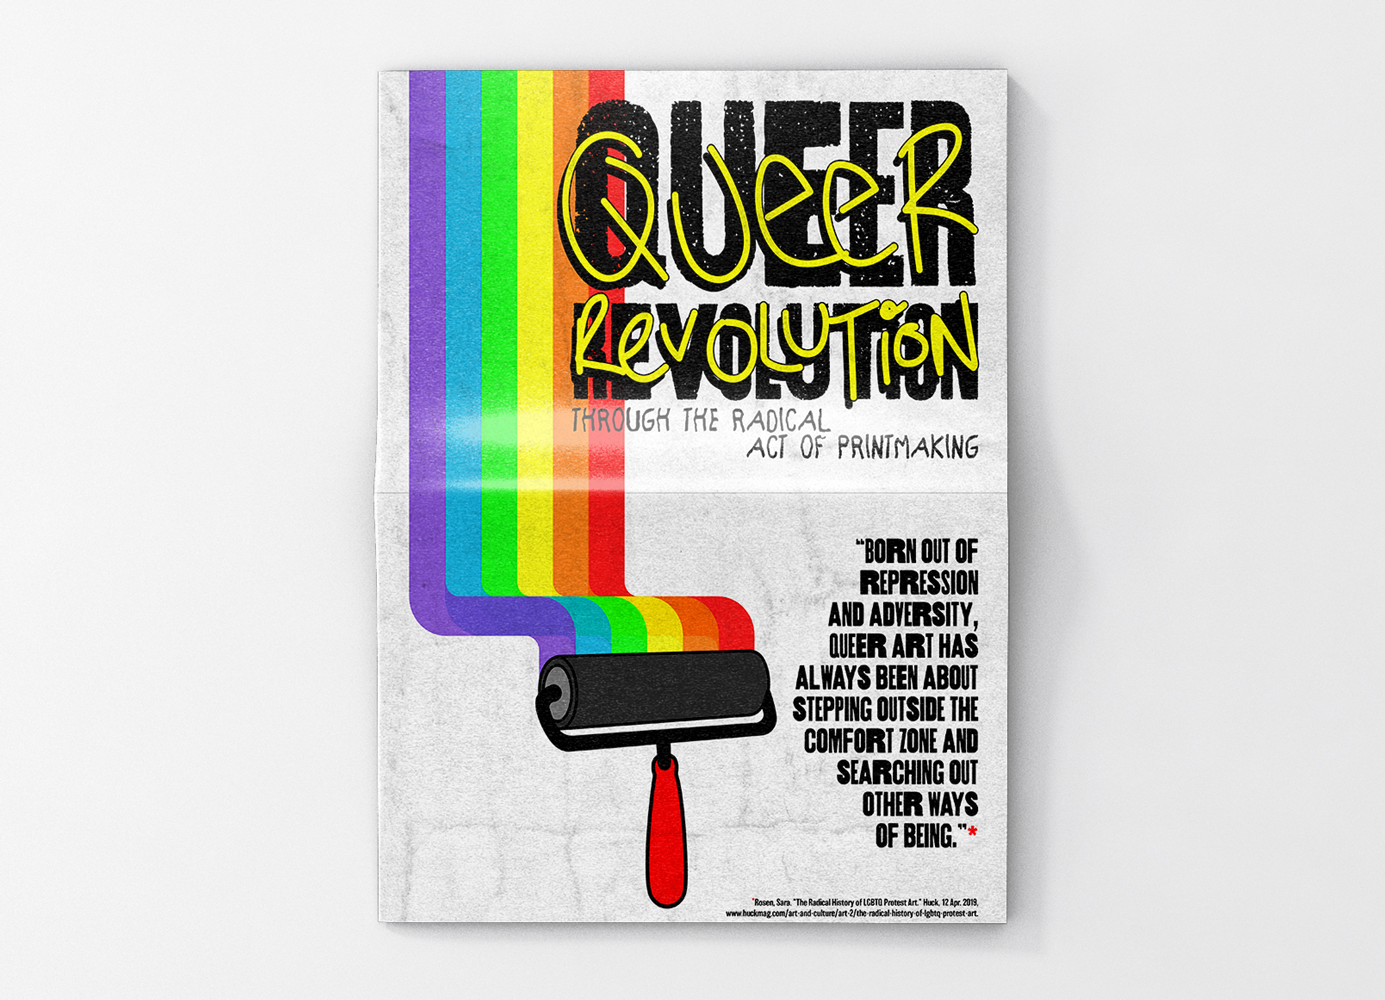 QUEER
QUEER
REVOLUTION
REVOLUTiON
THROUGH THE RADICAL
ACT OF PRINTMAKING
"BORN OUT OF
REPRESSION
AND ADVERSITY,
QUEER ART HAS
ALWAYS BEEN ABOUT
STEPPING OUTSIDE THE
COMFORT ZONE AND
SEARCHING OUT
OTHER WAYS
OF BEING."*
*Rosen, Sara. "The Radical History of LGBTQ Protest Art." Huck, 12 Apr. 2019,
www.huckmag.com/art-and-culture/art-2/the-radical-history-of-lgbtq-protest-art.